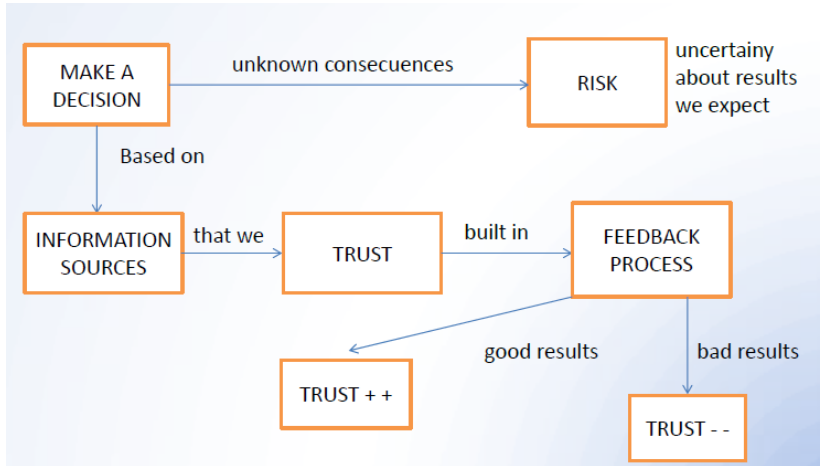 MAKE A
DECISION
unknown consecuences
RISK
uncertainy
about results
we expect
Based on
INFORMATION
SOURCES
that we
TRUST
built in
FEEDBACK
PROCESS
good results
bad results
TRUST + +
TRUST - -